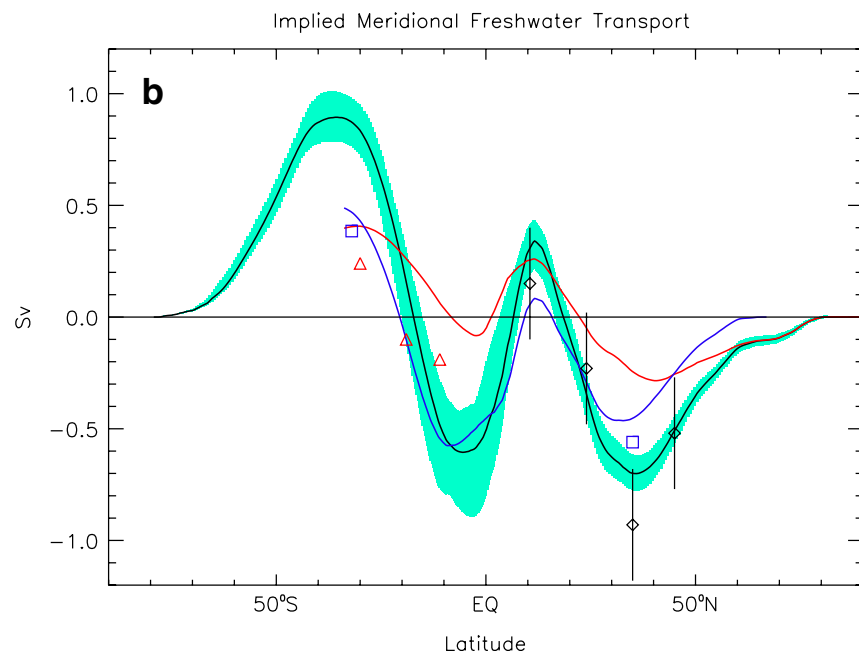 Implied Meridional Freshwater Transport
b
1.0
0.5
0.0
-0.5
-1.0
Sv
50°S EQ 50°N
Latitude